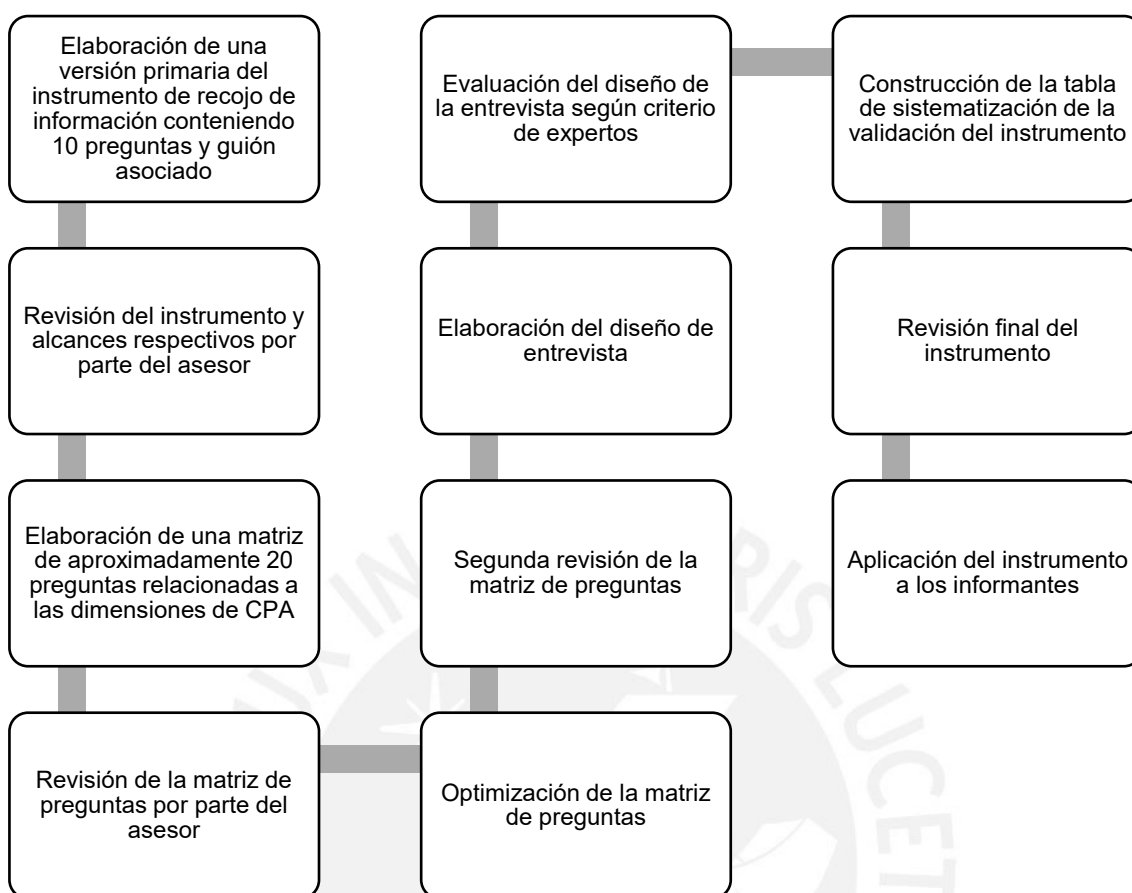 Elaboración de una
versión primaria del
instrumento de recojo de
información conteniendo
10 preguntas y guión
asociado
Revisión del instrumento y
alcances respectivos por
parte del asesor
Elaboración de una matriz
de aproximadamente 20
preguntas relacionadas a
las dimensiones de CPA
Revisión de la matriz de
preguntas por parte del
asesor
Optimización de la matriz
de preguntas
Segunda revisión de la
matriz de preguntas
Elaboración del diseño de
entrevista
Evaluación del diseño de
la entrevista según criterio
de expertos
Construcción de la tabla
de sistematización de la
validación del instrumento
Revisión final del
instrumento
Aplicación del instrumento
a los informantes